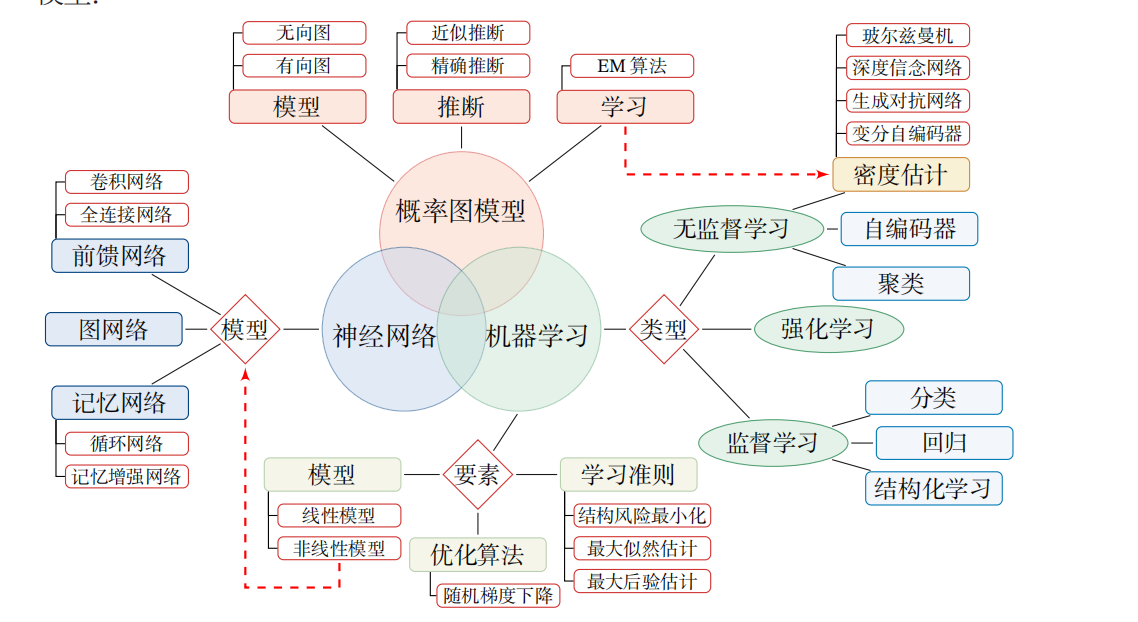 无向图
有向图
模型
近似推断
精确推断
推断
EM 算法
学习
玻尔兹曼机
深度信念网络
生成对抗网络
变分自编码器
密度估计
概率图模型
卷积网络
全连接网络
前馈网络
图网络
记忆网络
循环网络
记忆增强网络
模型
神经网络
机器学习
类型
无监督学习
自编码器
聚类
强化学习
监督学习
分类
回归
结构化学习
要素
模型
线性模型
非线性模型
优化算法
随机梯度下降
学习准则
结构风险最小化
最大似然估计
最大后验估计